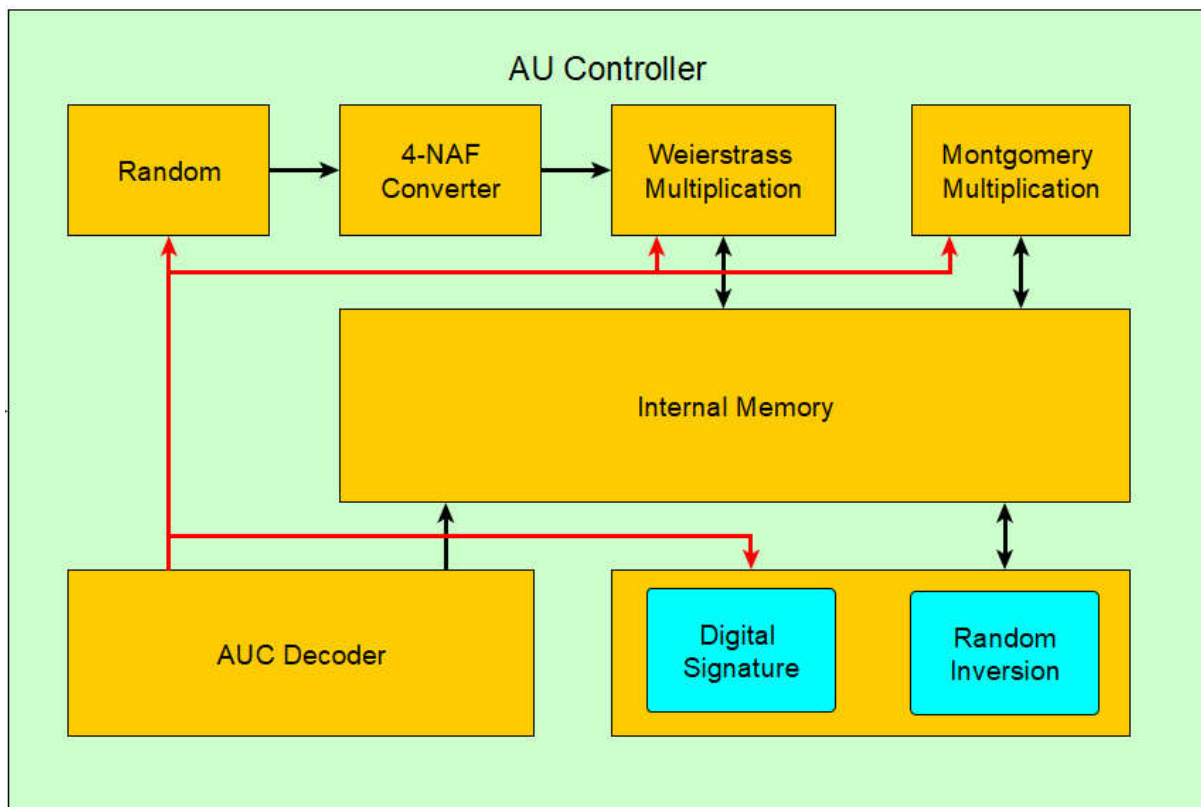 AU Controller
Random
4-NAF
Converter
Weierstrass
Multiplication
Montgomery
Multiplication
Internal Memory
AUC Decoder
Digital
Signature
Random
Inversion